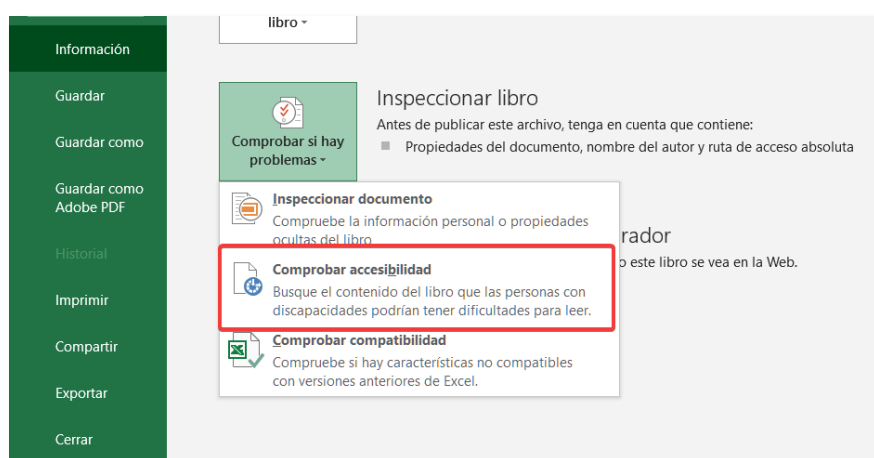 libro
Información
Guardar
Guardar como
Guardar como
Adobe PDF
Historial
Imprimir
Compartir
Exportar
Cerrar
Comprobar si hay
problemas
Inspeccionar libro
Antes de publicar este archivo, tenga en cuenta que contiene:
Propiedades del documento, nombre del autor y ruta de acceso absoluta
Inspeccionar documento
Compruebe la información personal o propiedades
ocultas del libro
Comprobar accesibilidad
Busque el contenido del libro que las personas con
discapacidades podrían tener dificultades para leer.
Comprobar compatibilidad
Compruebe si hay características no compatibles
con versiones anteriores de Excel.
rador
o este libro se vea en la Web.